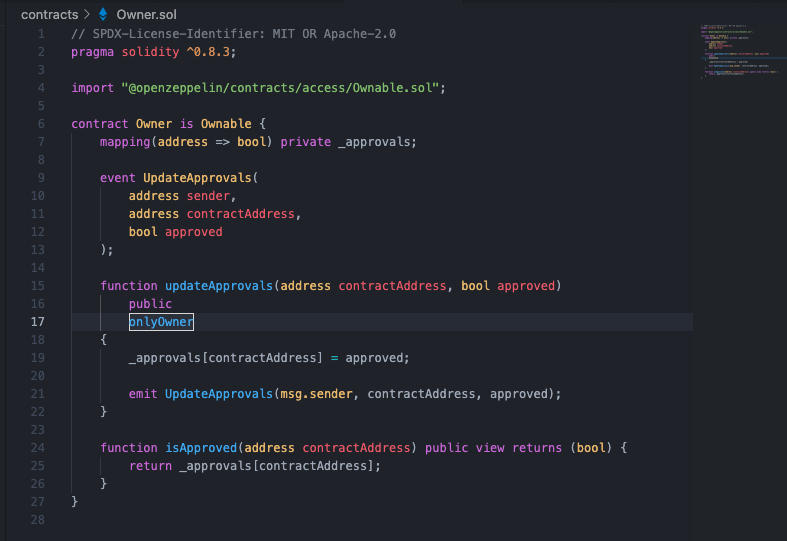 contracts > Owner.sol
1 // SPDX-License-Identifier: MIT OR Apache-2.0
2 pragma solidity ^0.8.3;
3
4 import "@openzeppelin/contracts/access/Ownable.sol";
5
6 contract Owner is Ownable {
7 mapping(address => bool) private _approvals;
8
9 event UpdateApprovals(
10 address sender,
11 address contractAddress,
12 bool approved
13 );
14
15 function updateApprovals(address contractAddress, bool approved)
16 public
17 onlyOwner
18 {
19 _approvals[contractAddress] = approved;
20
21 emit UpdateApprovals(msg.sender, contractAddress, approved);
22 }
23
24 function isApproved(address contractAddress) public view returns (bool) {
25 return _approvals[contractAddress];
26 }
27 }
28